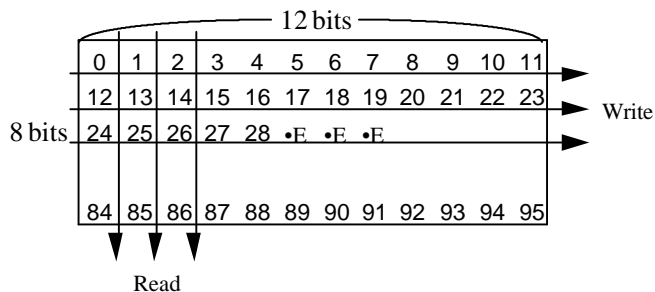 12 bits
0 1 2 3 4 5 6 7 8 9 10 11
12 13 14 15 16 17 18 19 20 21 22 23
Write
8 bits 24 25 26 27 28 •E •E •E
84 85 86 87 88 89 90 91 92 93 94 95
Read